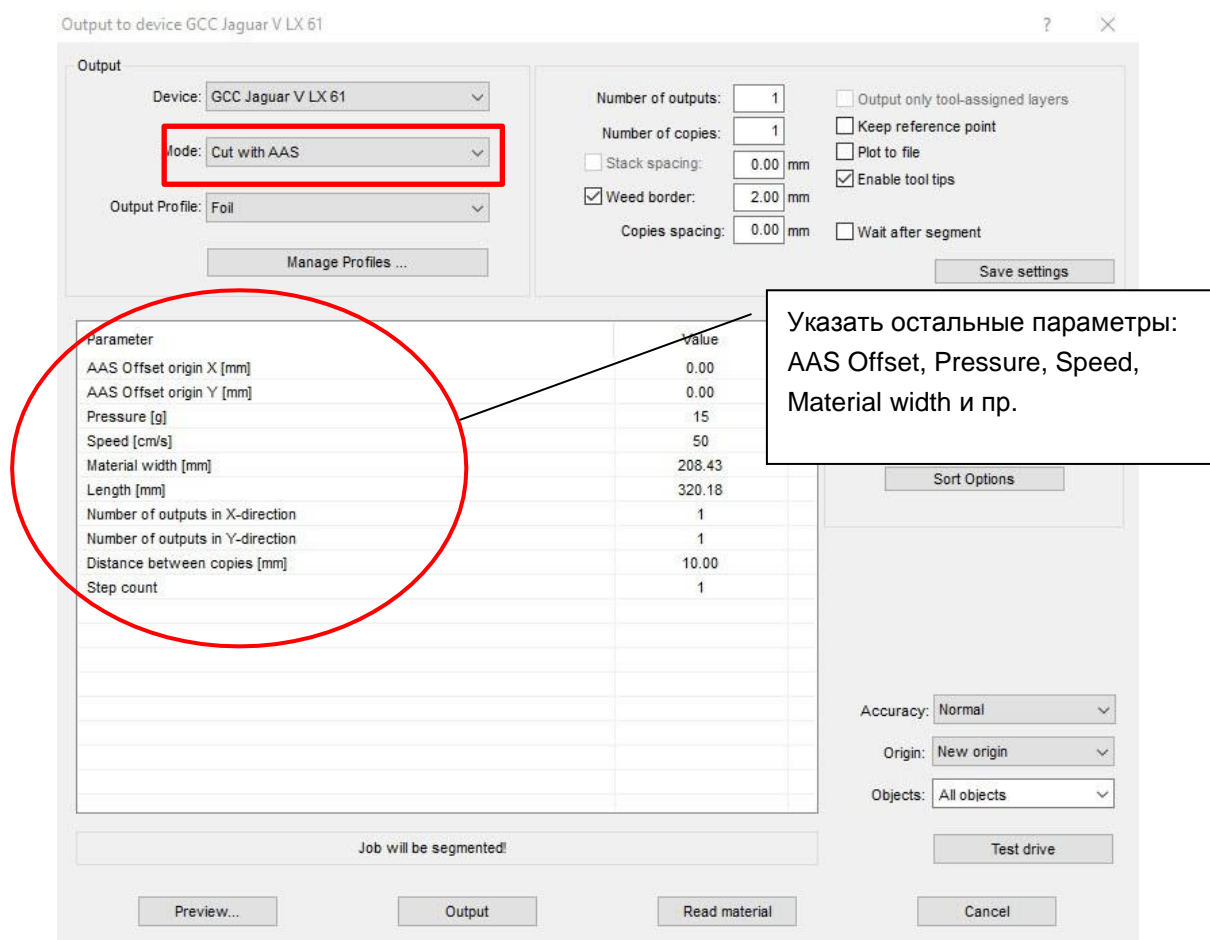 Output to device GCC Jaguar V LX 61
Output
Device: GCC Jaguar V LX 61
Mode: Cut with AAS
Output Profile: Foil
Manage Profiles ...
Number of outputs: 1
Number of copies: 1
Stack spacing: 0.00 mm
Weed border: 2.00 mm
Copies spacing: 0.00 mm
Output only tool-assigned layers
Keep reference point
Plot to file
Enable tool tips
Wait after segment
Save settings
Указать остальные параметры:
AAS Offset, Pressure, Speed,
Material width и пр.
Parameter Value
AAS Offset origin X [mm] 0.00
AAS Offset origin Y [mm] 0.00
Pressure [g] 15
Speed [cm/s] 50
Material width [mm] 208.43
Length [mm] 320.18
Number of outputs in X-direction 1
Number of outputs in Y-direction 1
Distance between copies [mm] 10.00
Step count 1
Sort Options
Accuracy: Normal
Origin: New origin
Objects: All objects
Job will be segmented!
Test drive
Preview...
Output
Read material
Cancel